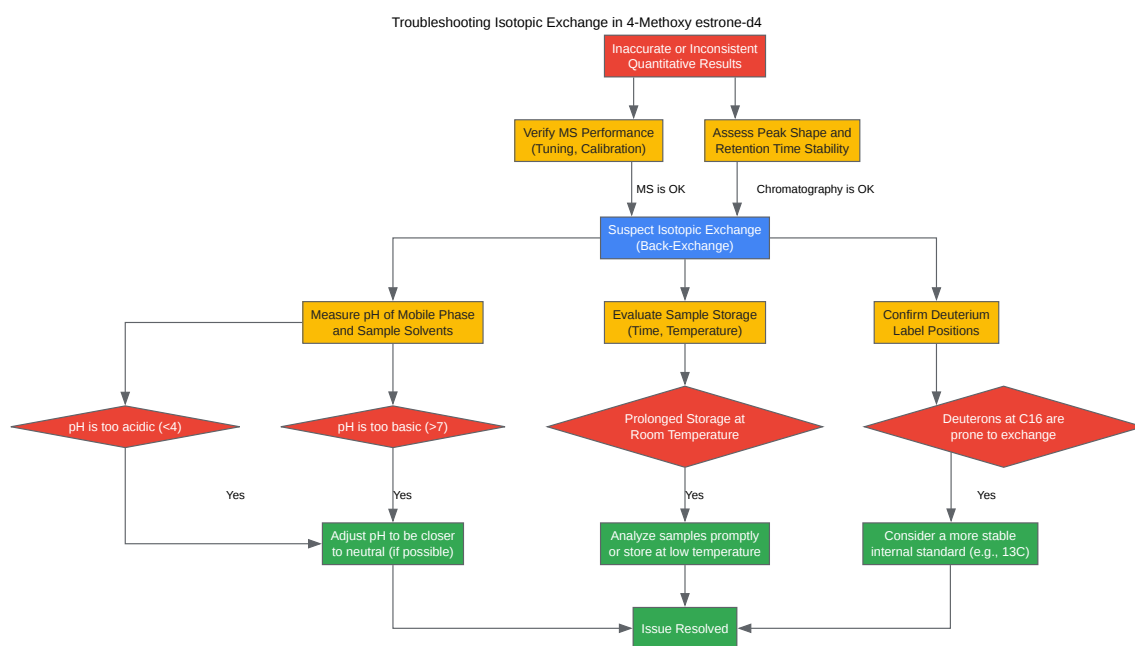 Troubleshooting Isotopic Exchange in 4-Methoxy estrone-d4
Inaccurate or Inconsistent
Quantitative Results
Verify MS Performance
(Tuning, Calibration)
Assess Peak Shape and
Retention Time Stability
MS is OK
Chromatography is OK
Suspect Isotopic Exchange
(Back-Exchange)
Measure pH of Mobile Phase
and Sample Solvents
Evaluate Sample Storage
(Time, Temperature)
Confirm Deuterium
Label Positions
pH is too acidic (<4)
pH is too basic (>7)
Prolonged Storage at
Room Temperature
Deuterons at C16 are
prone to exchange
Yes
Yes
Yes
Yes
Adjust pH to be closer
to neutral (if possible)
Analyze samples promptly
or store at low temperature
Consider a more stable
internal standard (e.g., 13C)
Issue Resolved